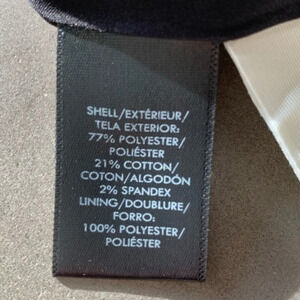 SHELL/EXTÉRIEUR/
TELA EXTERIOR:
77% POLYESTER/
POLIÉSTER
21% COTTON/
COTON/ALGODÓN
2% SPANDEX
LINING/DOUBLURE/
FORRO:
100% POLYESTER/
POLIÉSTER